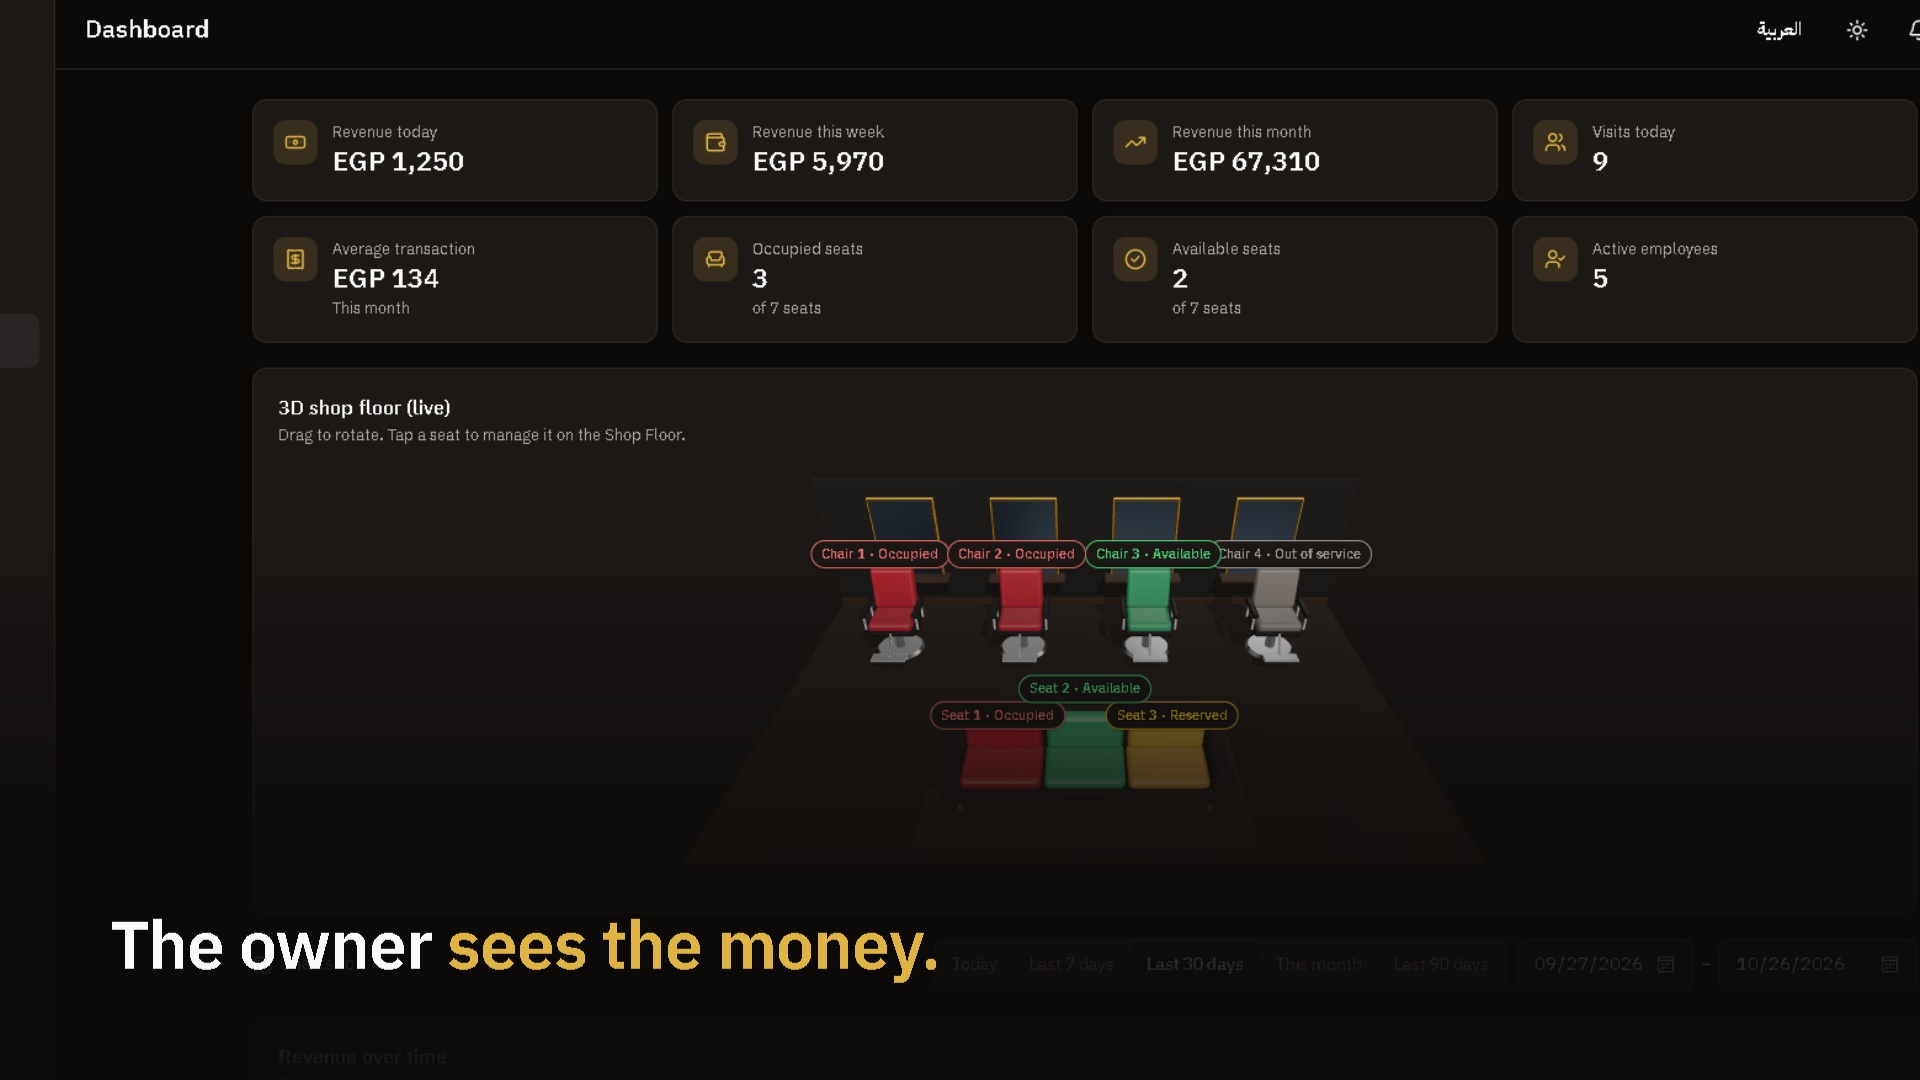 Dashboard
العربية
Revenue today
EGP 1,250
Revenue this week
EGP 5,970
Revenue this month
EGP 67,310
Visits today
9
Average transaction
EGP 134
This month
Occupied seats
3
of 7 seats
Available seats
2
of 7 seats
Active employees
5
3D shop floor (live)
Drag to rotate. Tap a seat to manage it on the Shop Floor.
Chair 1 · Occupied
Chair 2 · Occupied
Chair 3 · Available
Chair 4 · Out of service
Seat 2 · Available
Seat 1 · Occupied
Seat 3 · Reserved
The owner sees the money.
Today
Last 7 days
Last 30 days
This month
Last 90 days
09/27/2026
–
10/26/2026
Revenue over time